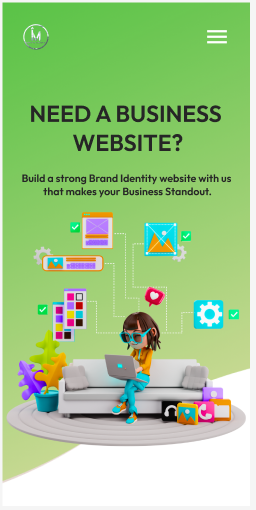 NEED A BUSINESS
WEBSITE?
Build a strong Brand Identity website with us
that makes your Business Standout.